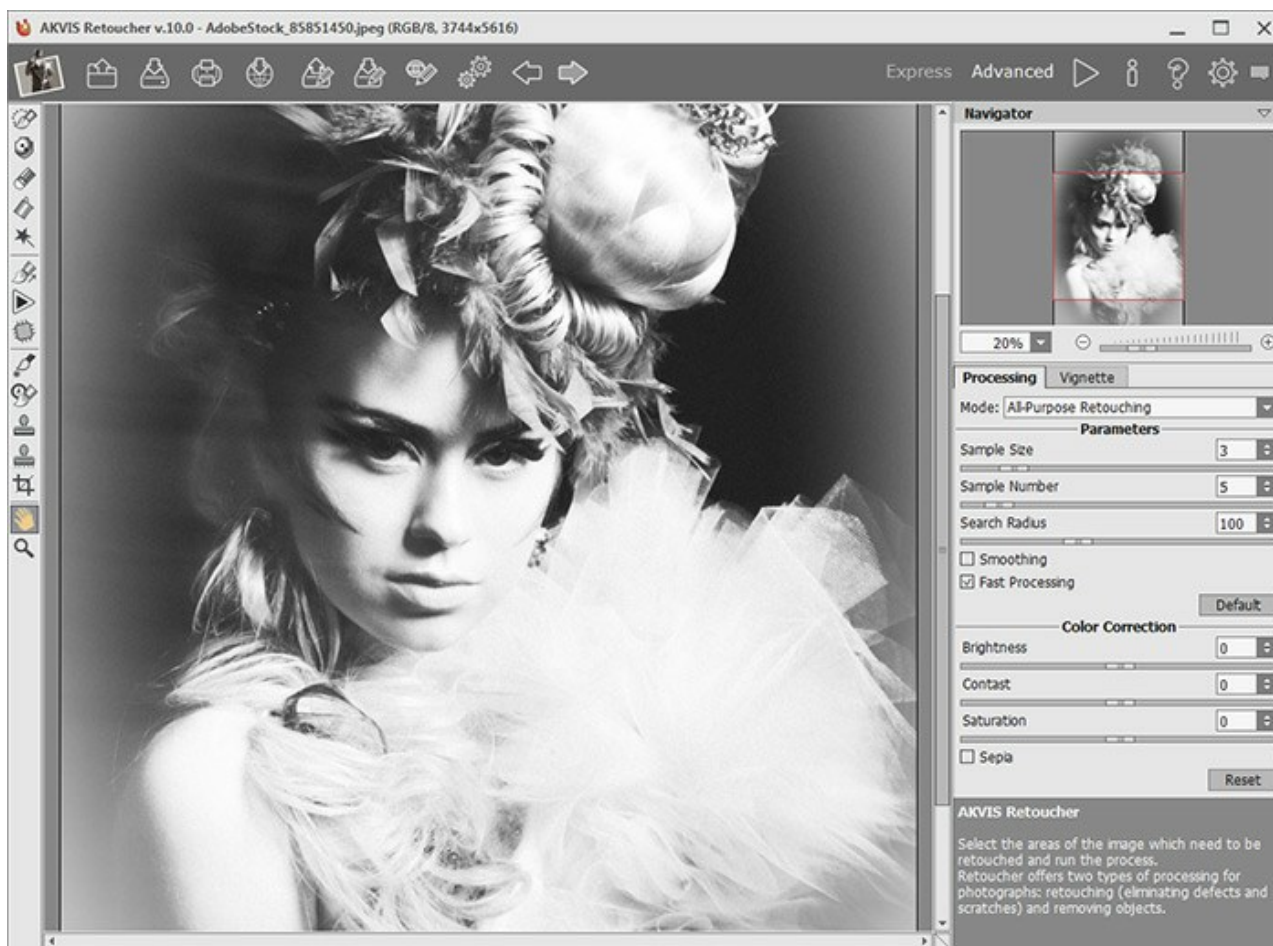 AKVIS Retoucher v.10.0 - AdobeStock_85851450.jpeg (RGB/8, 3744x5616)
Express Advanced
Navigator
20%
Processing Vignette
Mode: All-Purpose Retouching
Parameters
Sample Size 3
Sample Number 5
Search Radius 100
Smoothing
Fast Processing
Default
Color Correction
Brightness 0
Contast 0
Saturation 0
Sepia
Reset
AKVIS Retoucher
Select the areas of the image which need to be
retouched and run the process.
Retoucher offers two types of processing for
photographs: retouching (eliminating defects and
scratches) and removing objects.